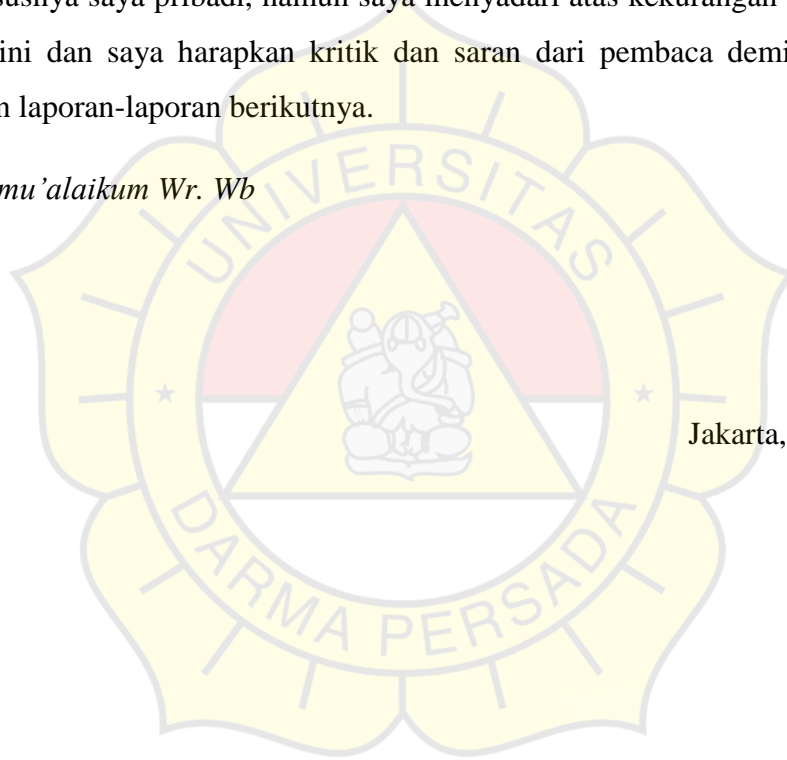 ususnya saya pribadi, namun saya menyadari atas kekurangan
ini dan saya harapkan kritik dan saran dari pembaca demi
n laporan-laporan berikutnya.
mu’alaikum Wr. Wb
UNIVERSITAS
Jakarta,
DARMA PERSADA